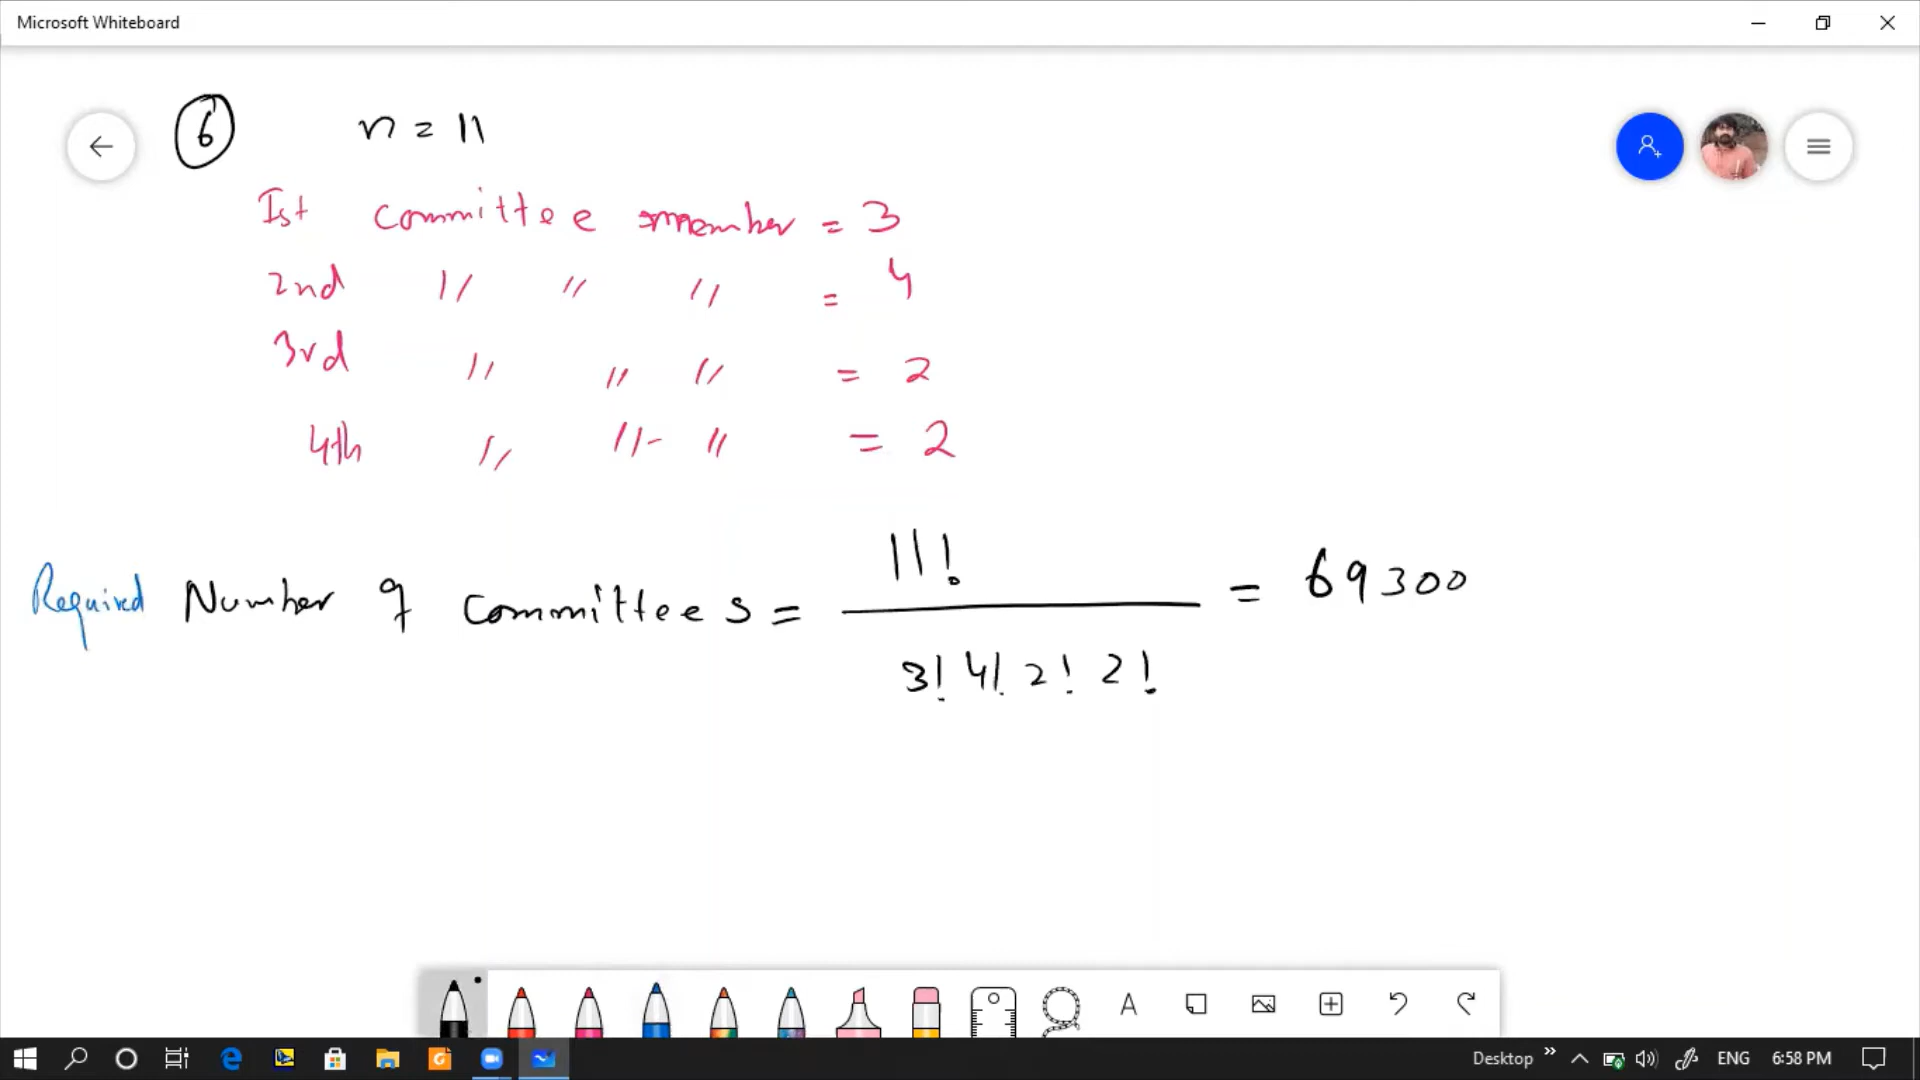 Microsoft Whiteboard
6 n = 11
Ist committee member = 3
2nd " " " = 4
3rd " " " = 2
4th " " " = 2
Required Number of committees = 11! / 3! 4! 2! 2! = 69300
A
Desktop » ENG 6:58 PM